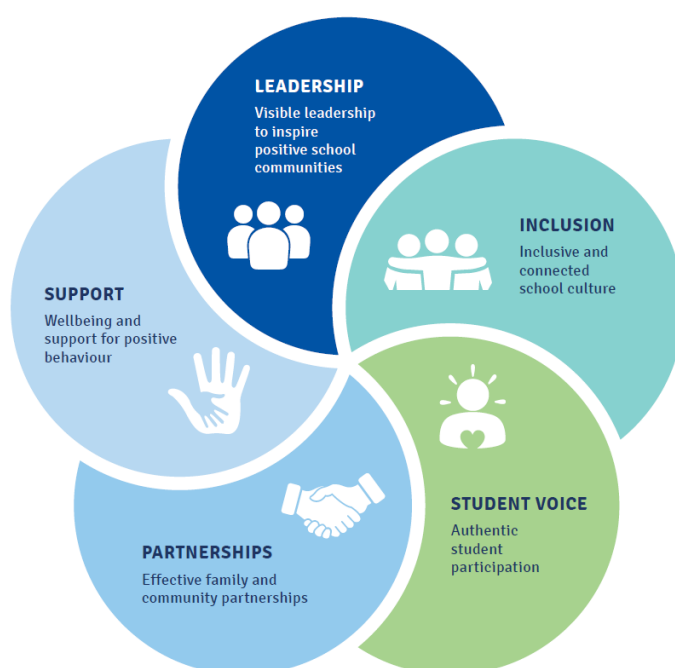 LEADERSHIP
Visible leadership
to inspire
positive school
communities
INCLUSION
Inclusive and
connected
school culture
STUDENT VOICE
Authentic
student
participation
PARTNERSHIPS
Effective family and
community partnerships
SUPPORT
Wellbeing and
support for positive
behaviour